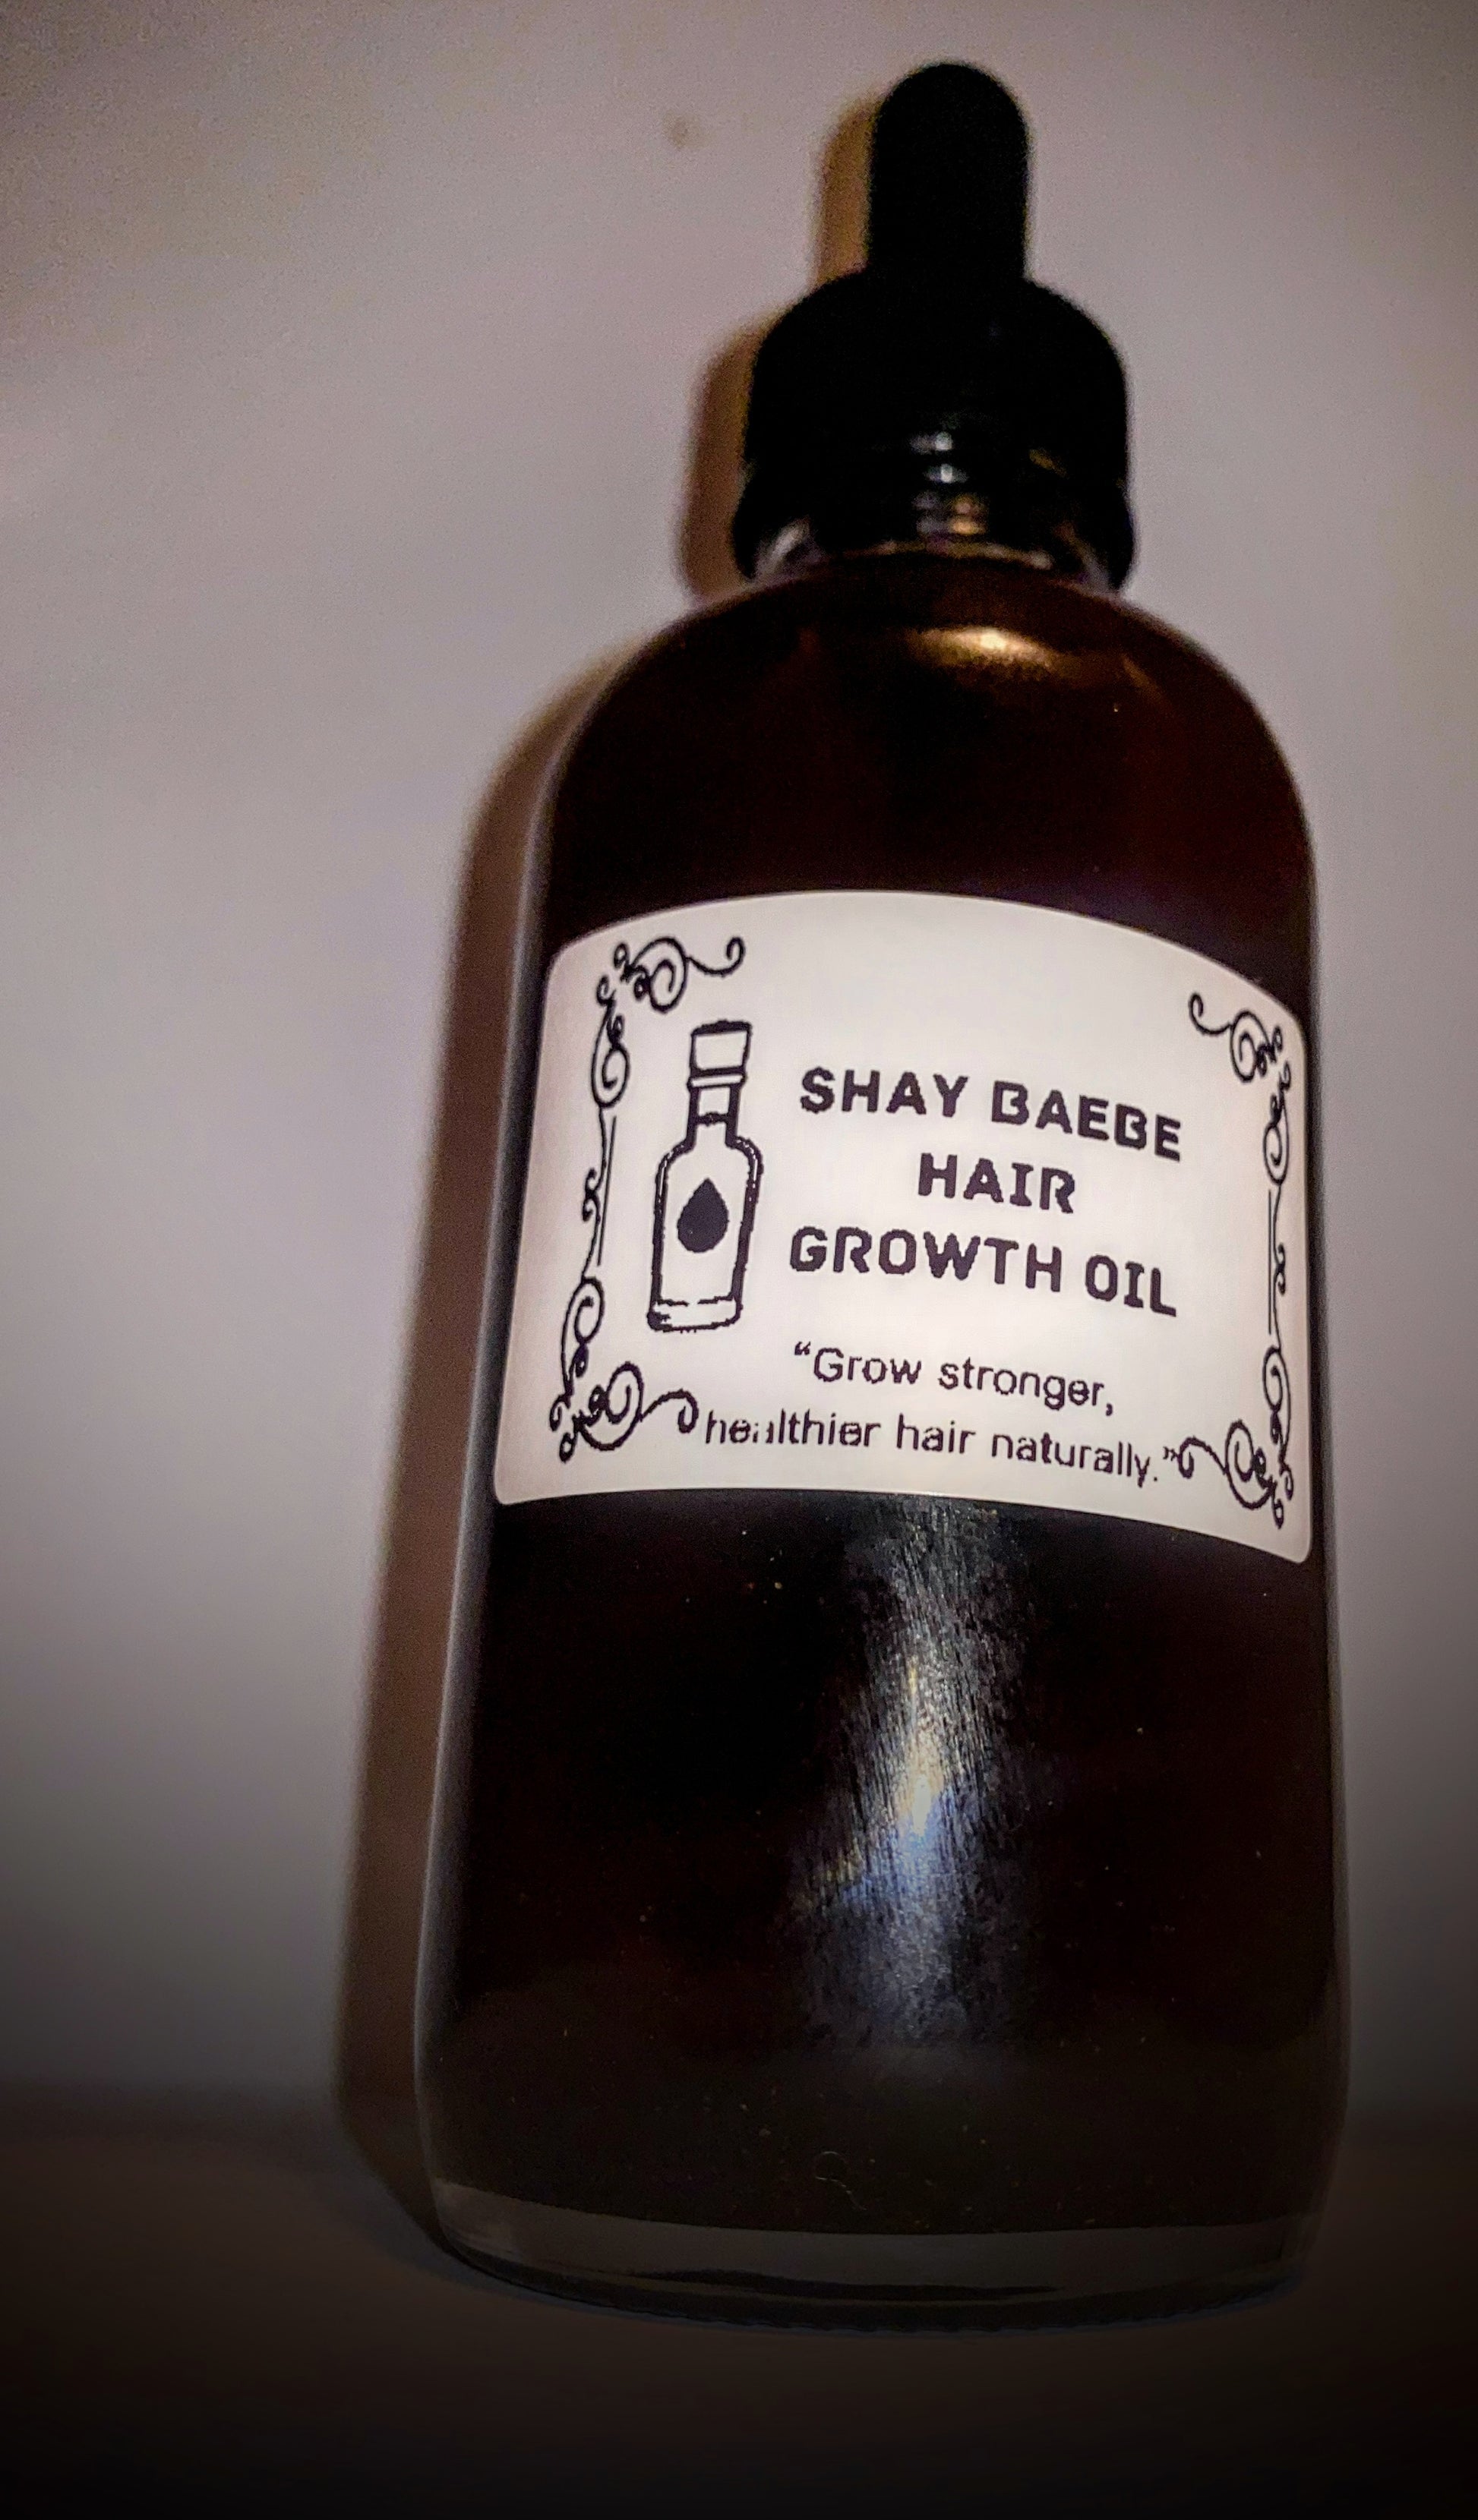 SHAY BAEBE
HAIR
GROWTH OIL
“Grow stronger,
healthier hair naturally.”